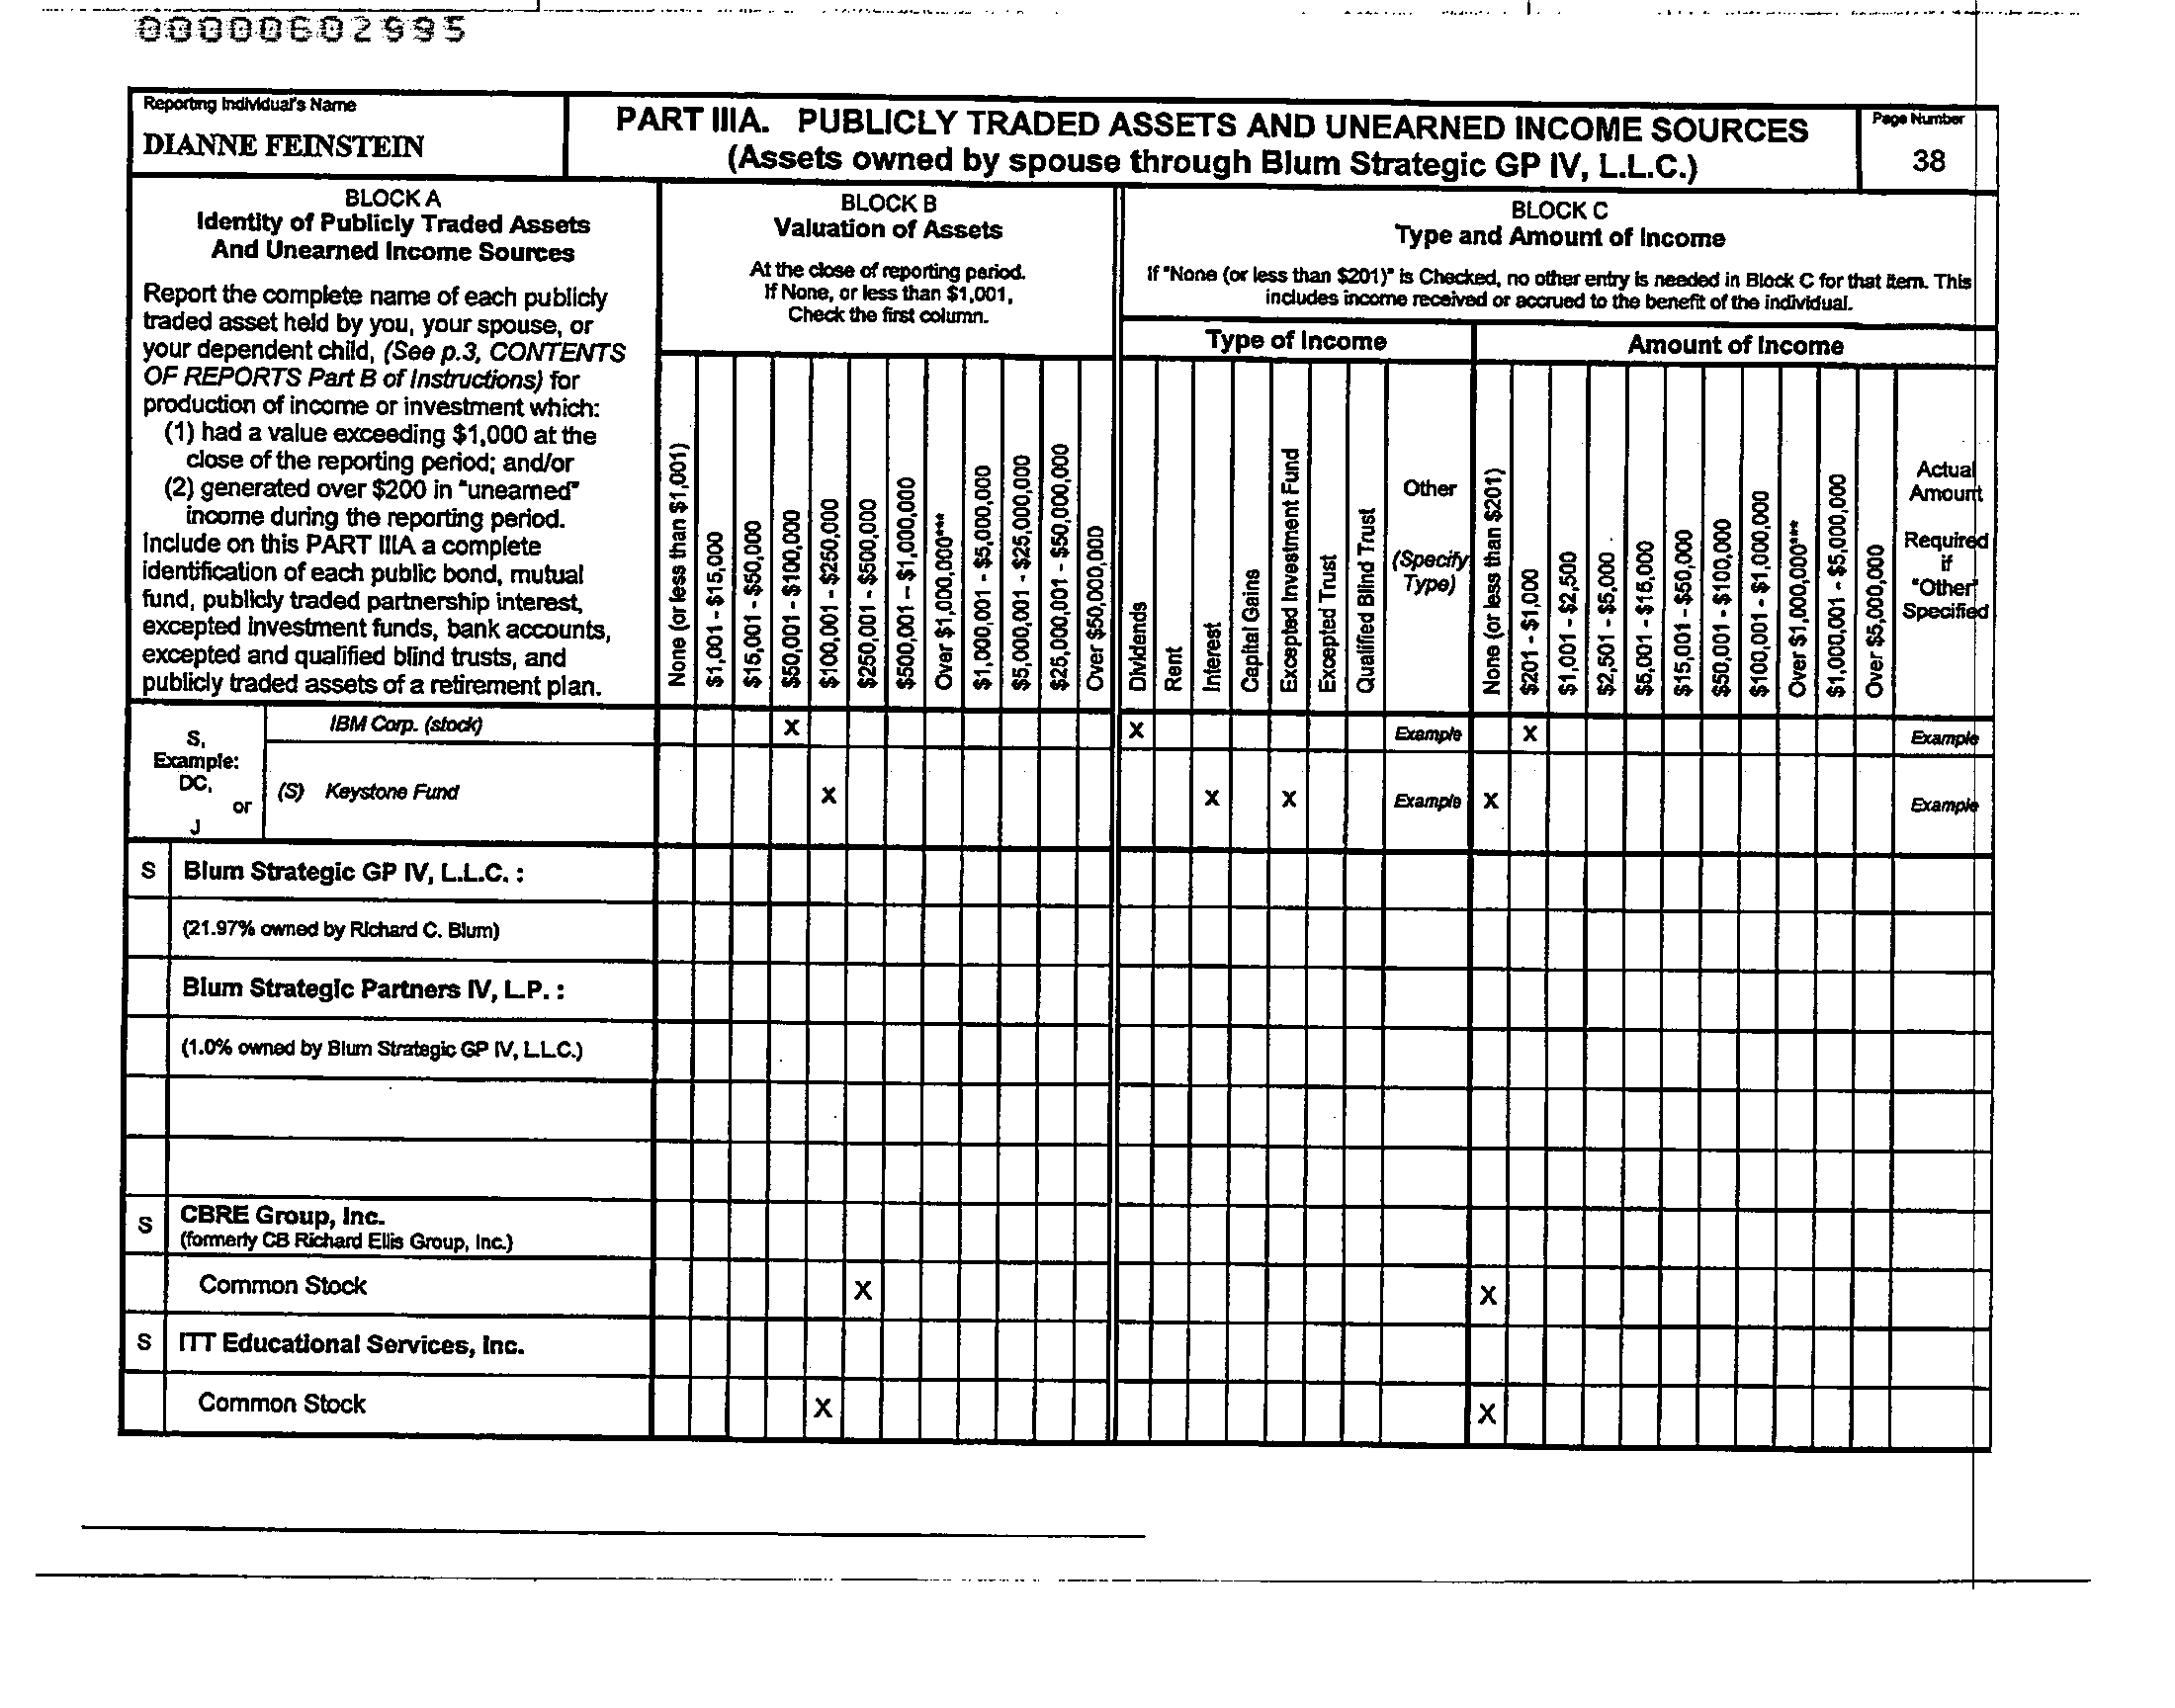 00000602995
Reporting Individual's Name
DIANNE FEINSTEIN
PART IIIA. PUBLICLY TRADED ASSETS AND UNEARNED INCOME SOURCES
(Assets owned by spouse through Blum Strategic GP IV, L.L.C.)
Page Number
38
BLOCK A
Identity of Publicly Traded Assets
And Unearned Income Sources
Report the complete name of each publicly
traded asset held by you, your spouse, or
your dependent child, (See p.3, CONTENTS
OF REPORTS Part B of Instructions) for
production of income or investment which:
(1) had a value exceeding $1,000 at the
close of the reporting period; and/or
(2) generated over $200 in "unearned"
income during the reporting period.
Include on this PART IIIA a complete
identification of each public bond, mutual
fund, publicly traded partnership interest,
excepted investment funds, bank accounts,
excepted and qualified blind trusts, and
publicly traded assets of a retirement plan.
BLOCK B
Valuation of Assets
At the close of reporting period.
If None, or less than $1,001,
Check the first column.
None (or less than $1,001)
$1,001 - $15,000
$15,001 - $50,000
$50,001 - $100,000
$100,001 - $250,000
$250,001 - $500,000
$500,001 - $1,000,000
Over $1,000,000***
$1,000,001 - $5,000,000
$5,000,001 - $25,000,000
$25,000,001 - $50,000,000
Over $50,000,000
BLOCK C
Type and Amount of Income
If "None (or less than $201)" is Checked, no other entry is needed in Block C for that item. This
includes income received or accrued to the benefit of the individual.
Type of Income
Dividends
Rent
Interest
Capital Gains
Excepted Investment Fund
Excepted Trust
Qualified Blind Trust
Other
(Specify
Type)
Amount of Income
None (or less than $201)
$201 - $1,000
$1,001 - $2,500
$2,501 - $5,000
$5,001 - $15,000
$15,001 - $50,000
$50,001 - $100,000
$100,001 - $1,000,000
Over $1,000,000***
$1,000,001 - $5,000,000
Over $5,000,000
Actual
Amount
Required
if
"Other"
Specified
S,
Example:
DC,
or
J
IBM Corp. (stock) X X Example X Example
(S) Keystone Fund X X X Example X Example
S Blum Strategic GP IV, L.L.C. :
(21.97% owned by Richard C. Blum)
Blum Strategic Partners IV, L.P. :
(1.0% owned by Blum Strategic GP IV, L.L.C.)
S CBRE Group, Inc.
(formerly CB Richard Ellis Group, Inc.)
Common Stock X X
S ITT Educational Services, Inc.
Common Stock X X